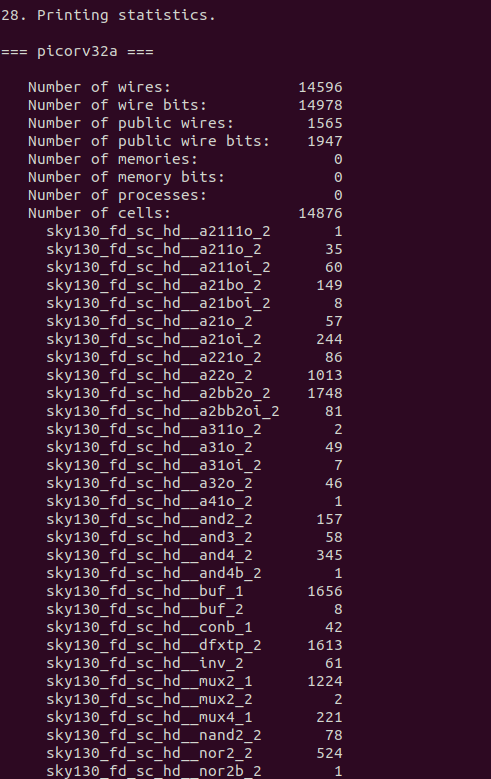 28. Printing statistics.
=== picorv32a ===
Number of wires: 14596
Number of wire bits: 14978
Number of public wires: 1565
Number of public wire bits: 1947
Number of memories: 0
Number of memory bits: 0
Number of processes: 0
Number of cells: 14876
sky130_fd_sc_hd__a2111o_2 1
sky130_fd_sc_hd__a211o_2 35
sky130_fd_sc_hd__a211oi_2 60
sky130_fd_sc_hd__a21bo_2 149
sky130_fd_sc_hd__a21boi_2 8
sky130_fd_sc_hd__a21o_2 57
sky130_fd_sc_hd__a21oi_2 244
sky130_fd_sc_hd__a221o_2 86
sky130_fd_sc_hd__a22o_2 1013
sky130_fd_sc_hd__a2bb2o_2 1748
sky130_fd_sc_hd__a2bb2oi_2 81
sky130_fd_sc_hd__a311o_2 2
sky130_fd_sc_hd__a31o_2 49
sky130_fd_sc_hd__a31oi_2 7
sky130_fd_sc_hd__a32o_2 46
sky130_fd_sc_hd__a41o_2 1
sky130_fd_sc_hd__and2_2 157
sky130_fd_sc_hd__and3_2 58
sky130_fd_sc_hd__and4_2 345
sky130_fd_sc_hd__and4b_2 1
sky130_fd_sc_hd__buf_1 1656
sky130_fd_sc_hd__buf_2 8
sky130_fd_sc_hd__conb_1 42
sky130_fd_sc_hd__dfxtp_2 1613
sky130_fd_sc_hd__inv_2 61
sky130_fd_sc_hd__mux2_1 1224
sky130_fd_sc_hd__mux2_2 2
sky130_fd_sc_hd__mux4_1 221
sky130_fd_sc_hd__nand2_2 78
sky130_fd_sc_hd__nor2_2 524
sky130_fd_sc_hd__nor2b_2 1